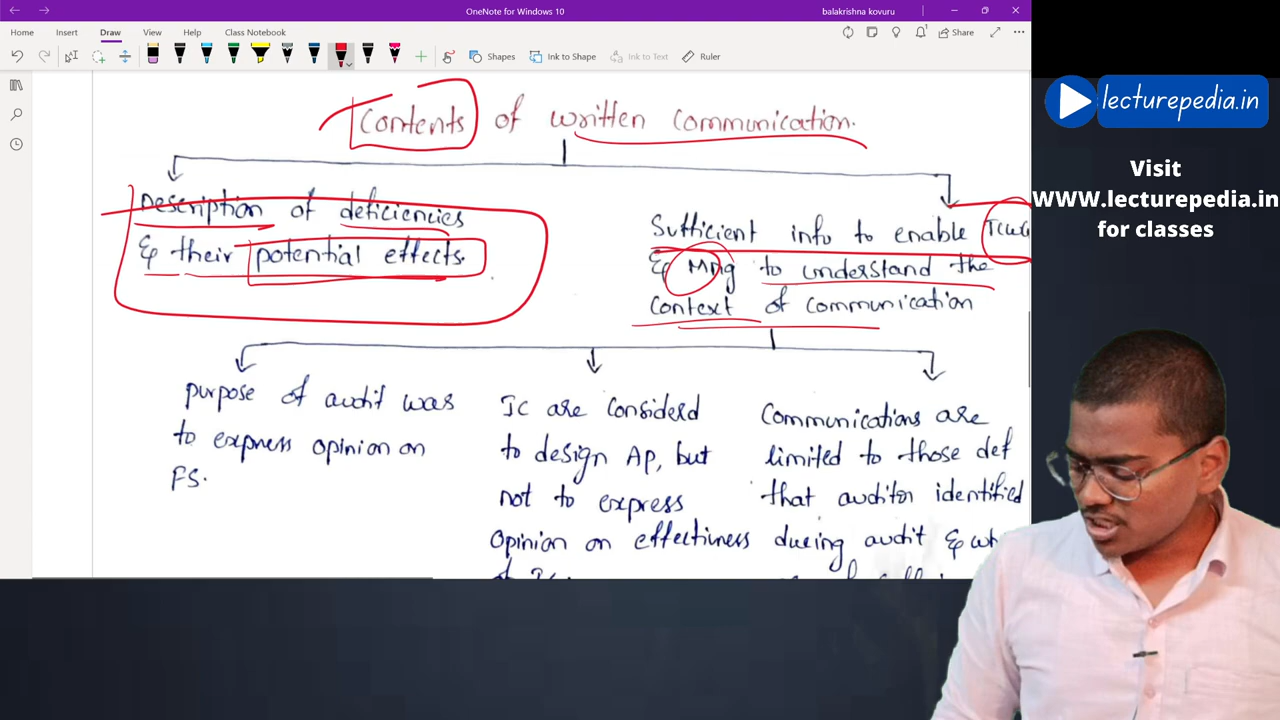 OneNote for Windows 10
balakrishna kovuru
Home Insert Draw View Help Class Notebook
Share
Shapes Ink to Shape Ink to Text Ruler
lecturepedia.in
Visit
WWW.lecturepedia.in
for classes
Contents of written communication.
Description of deficiencies
& their potential effects.
Sufficient info to enable
& Mng to understand the
Context of communication
purpose of audit was
to express opinion on
FS.
IC are considerd
to design AP, but
not to express
opinion on effectiveness
Communications are
limited to those def
that auditor identified
during audit &